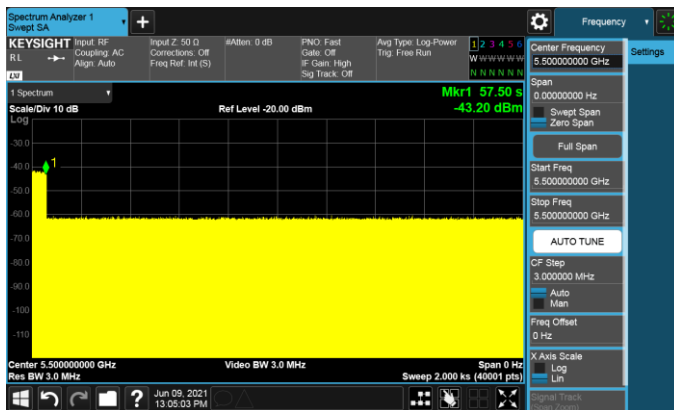 Spectrum Analyzer 1
Swept SA
+
Frequency
KEYSIGHT
RL
LXI
Input: RF
Coupling: AC
Align: Auto
Input Z: 50 Ω
Corrections: Off
Freq Ref: Int (S)
#Atten: 0 dB
PNO: Fast
Gate: Off
IF Gain: High
Sig Track: Off
Avg Type: Log-Power
Trig: Free Run
1 2 3 4 5 6
W W W W W W
N N N N N N
1 Spectrum
Scale/Div 10 dB
Ref Level -20.00 dBm
Mkr1 57.50 s
-43.20 dBm
Log
-30.0
-40.0
-50.0
-60.0
-70.0
-80.0
-90.0
-100
-110
1
Center 5.500000000 GHz
Res BW 3.0 MHz
Video BW 3.0 MHz
Span 0 Hz
Sweep 2.000 ks (40001 pts)
Jun 09, 2021
13:05:03 PM
Center Frequency
5.500000000 GHz
Span
0.00000000 Hz
Swept Span
Zero Span
Full Span
Start Freq
5.500000000 GHz
Stop Freq
5.500000000 GHz
AUTO TUNE
CF Step
3.000000 MHz
Auto
Man
Freq Offset
0 Hz
X Axis Scale
Log
Lin
Signal Track
(Span Zoom)
Settings